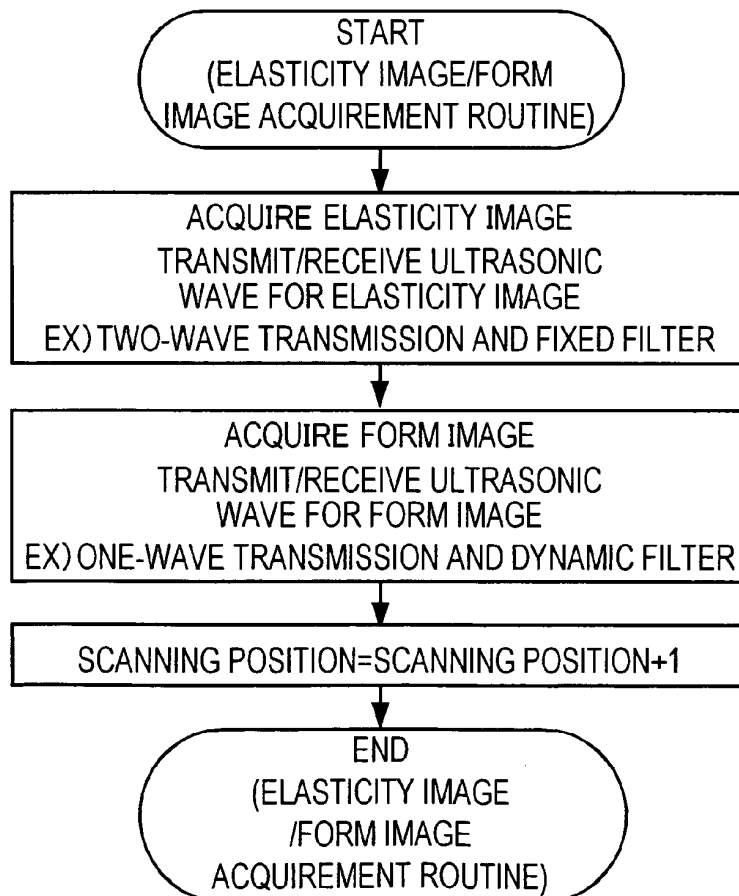 START
(ELASTICITY IMAGE/FORM
IMAGE ACQUIREMENT ROUTINE)
ACQUIRE ELASTICITY IMAGE
TRANSMIT/RECEIVE ULTRASONIC
WAVE FOR ELASTICITY IMAGE
EX) TWO-WAVE TRANSMISSION AND FIXED FILTER
ACQUIRE FORM IMAGE
TRANSMIT/RECEIVE ULTRASONIC
WAVE FOR FORM IMAGE
EX) ONE-WAVE TRANSMISSION AND DYNAMIC FILTER
SCANNING POSITION=SCANNING POSITION+1
END
(ELASTICITY IMAGE
/FORM IMAGE
ACQUIREMENT ROUTINE)